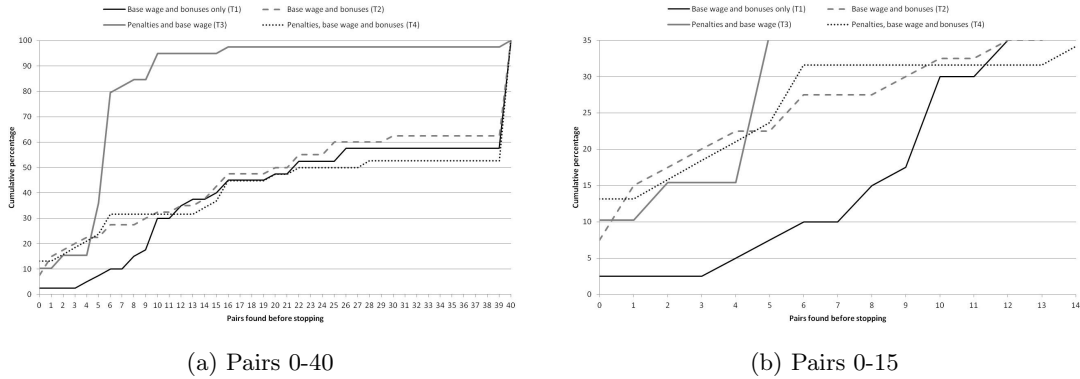 Base wage and bonuses only (T1) Base wage and bonuses (T2)
Penalties and base wage (T3) Penalties, base wage and bonuses (T4)
100
90
80
70
60
50
40
30
20
10
0
Cumulative percentage
0 1 2 3 4 5 6 7 8 9 10 11 12 13 14 15 16 17 18 19 20 21 22 23 24 25 26 27 28 29 30 31 32 33 34 35 36 37 38 39 40
Pairs found before stopping
(a) Pairs 0-40
Base wage and bonuses only (T1) Base wage and bonuses (T2)
Penalties and base wage (T3) Penalties, base wage and bonuses (T4)
35
30
25
20
15
10
5
0
Cumulative percentage
0 1 2 3 4 5 6 7 8 9 10 11 12 13 14
Pairs found before stopping
(b) Pairs 0-15